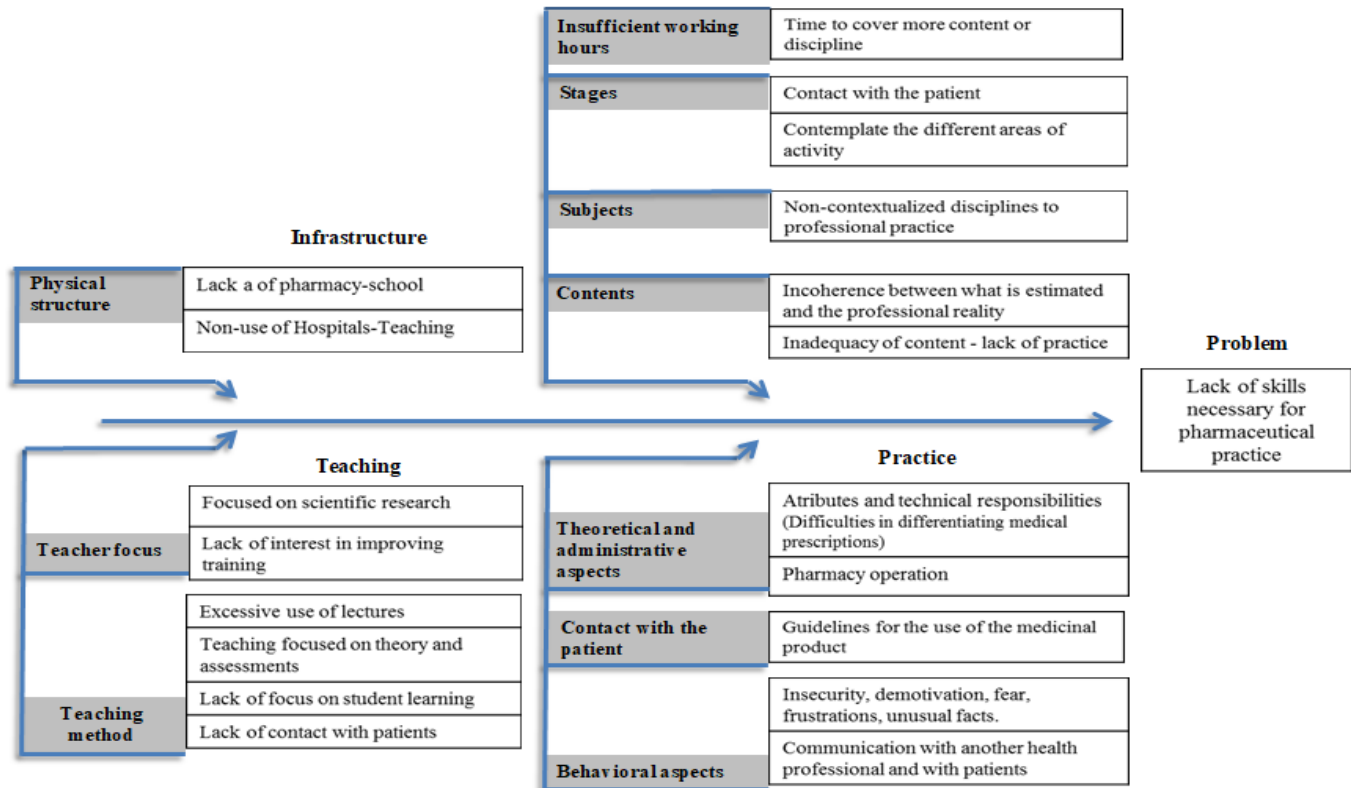 Insufficient working
hours
Time to cover more content or
discipline
Stages
Contact with the patient
Contemplate the different areas of
activity
Subjects
Non-contextualized disciplines to
professional practice
Contents
Incoherence between what is estimated
and the professional reality
Inadequacy of content - lack of practice
Infrastructure
Physical
structure
Lack a of pharmacy-school
Non-use of Hospitals-Teaching
Problem
Lack of skills
necessary for
pharmaceutical
practice
Teaching
Teacher focus
Focused on scientific research
Lack of interest in improving
training
Teaching
method
Excessive use of lectures
Teaching focused on theory and
assessments
Lack of focus on student learning
Lack of contact with patients
Practice
Theoretical and
administrative
aspects
Atributes and technical responsibilities
(Difficulties in differentiating medical
prescriptions)
Pharmacy operation
Contact with the
patient
Guidelines for the use of the medicinal
product
Behavioral aspects
Insecurity, demotivation, fear,
frustrations, unusual facts.
Communication with another health
professional and with patients